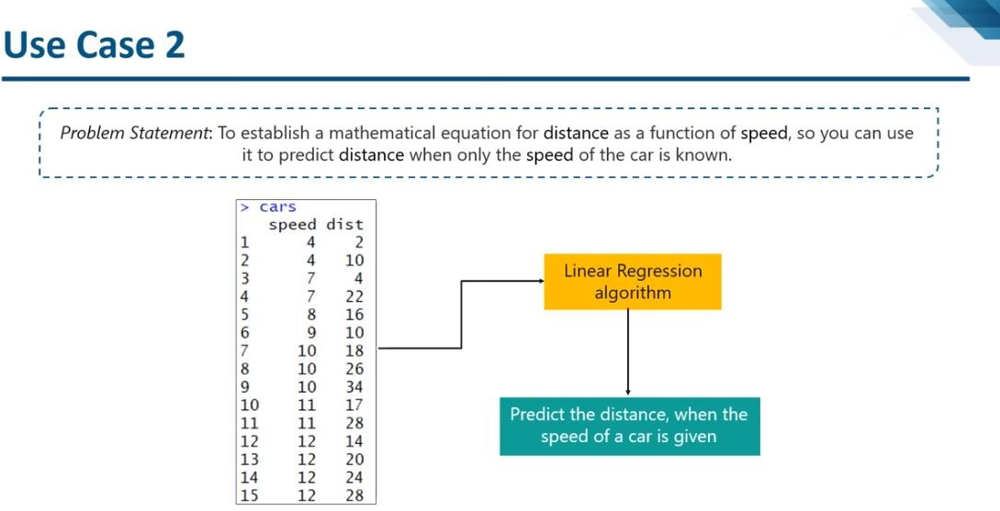 Use Case 2
Problem Statement: To establish a mathematical equation for distance as a function of speed, so you can use
it to predict distance when only the speed of the car is known.
> cars
speed dist
1 4 2
2 4 10
3 7 4
4 7 22
5 8 16
6 9 10
7 10 18
8 10 26
9 10 34
10 11 17
11 11 28
12 12 14
13 12 20
14 12 24
15 12 28
Linear Regression
algorithm
Predict the distance, when the
speed of a car is given